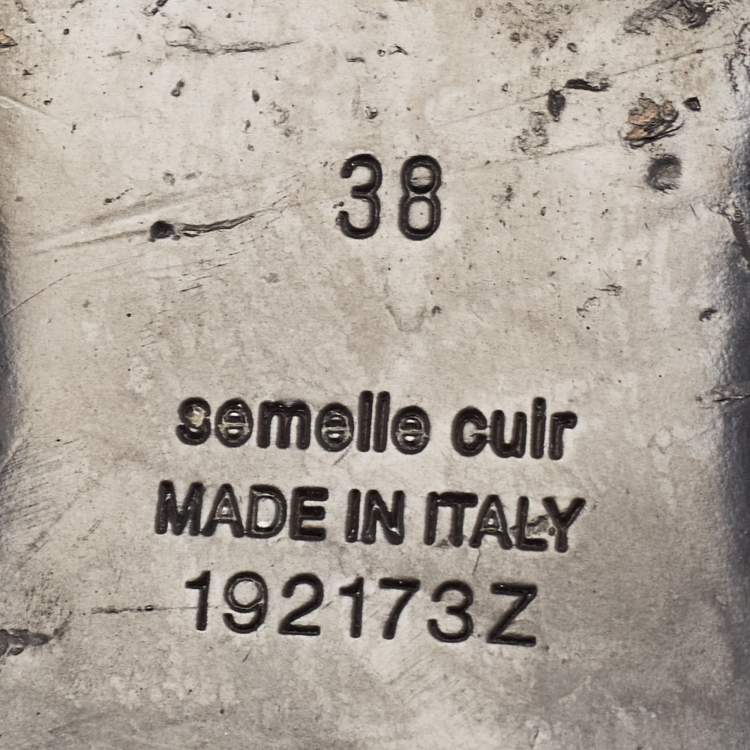 38
semelle cuir
MADE IN ITALY
192173Z